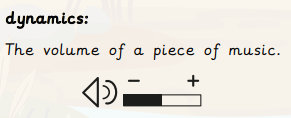 dynamics:
The volume of a piece of music.
- +